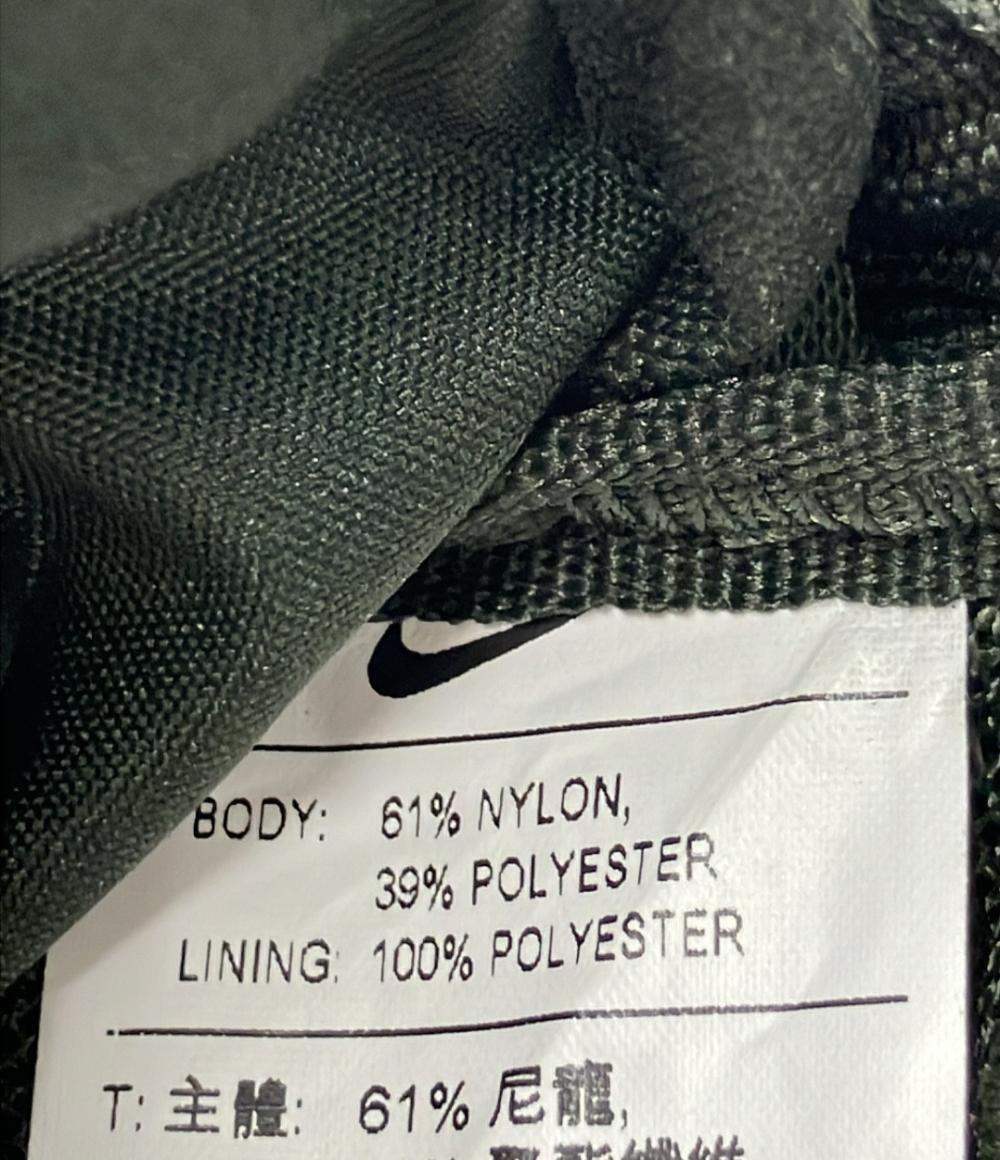 BODY: 61% NYLON,
39% POLYESTER
LINING: 100% POLYESTER
T: 主體: 61% 尼龍,